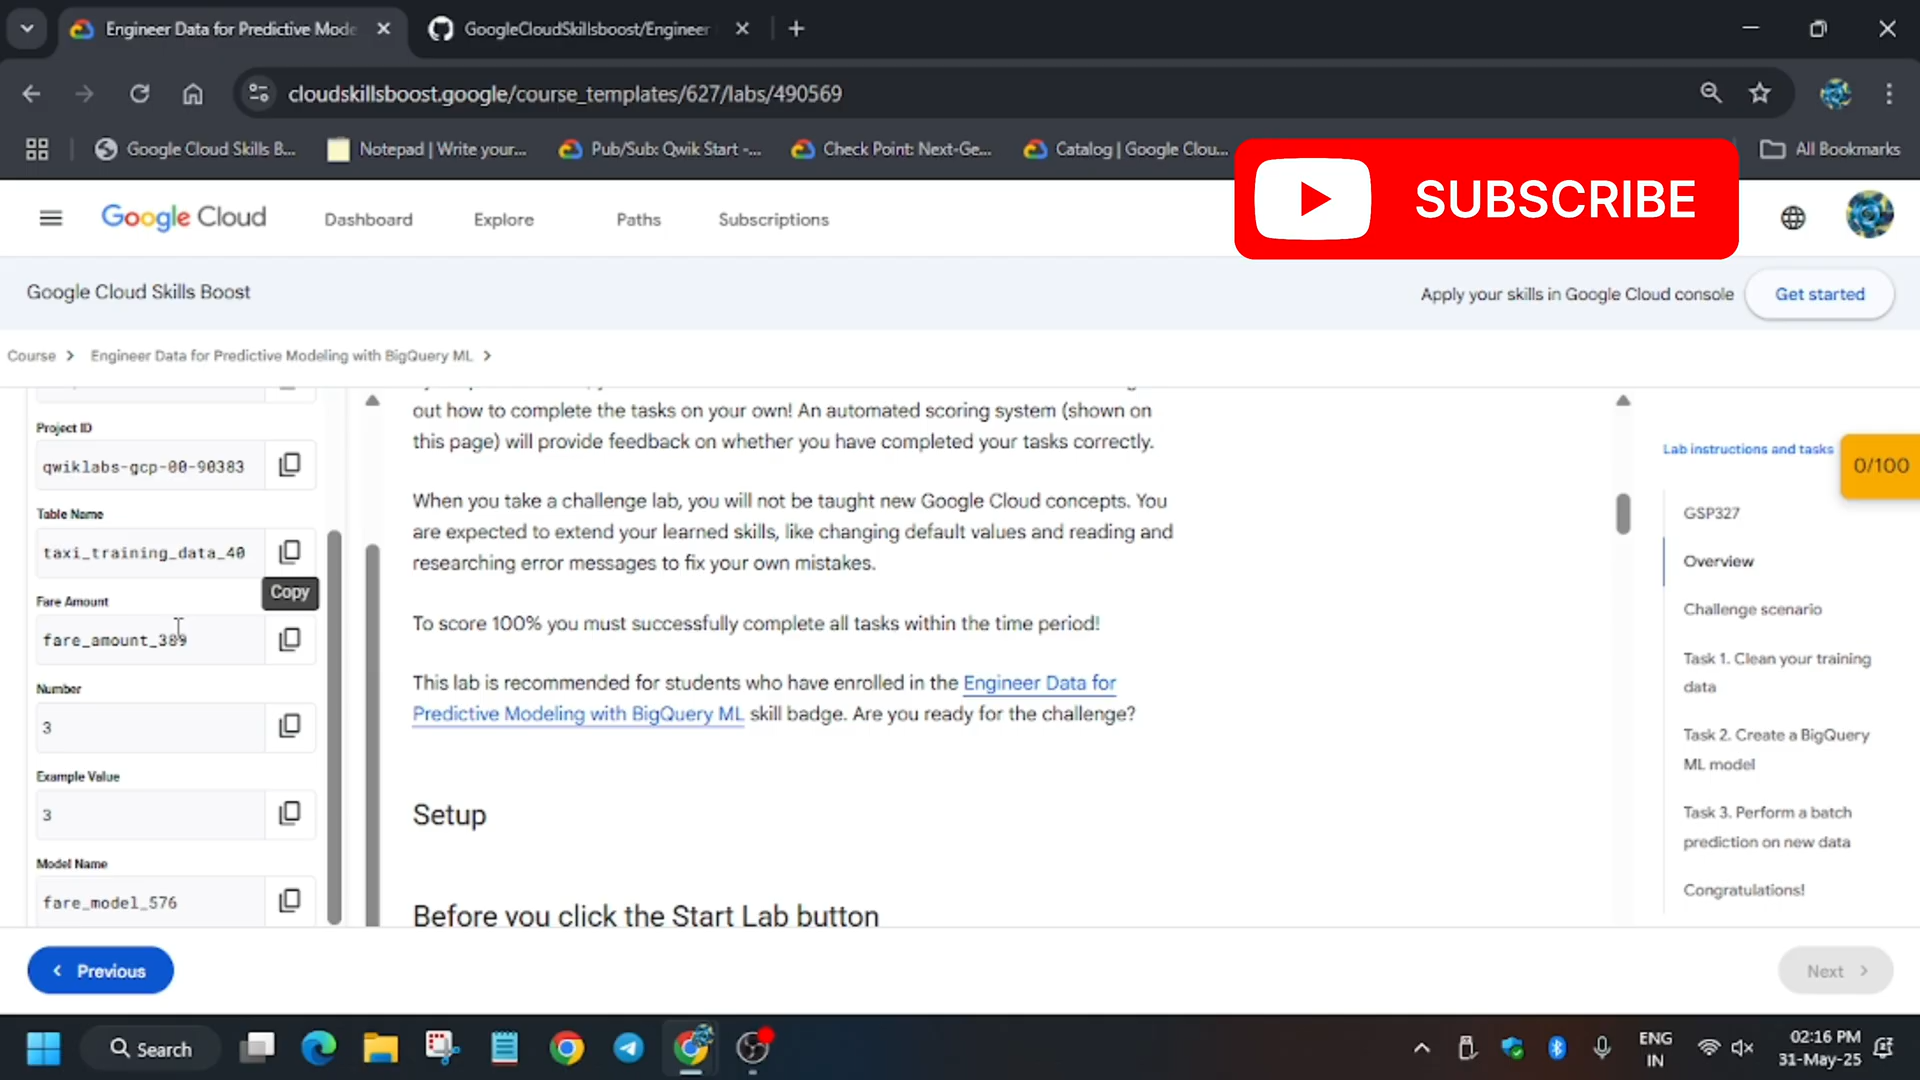 Engineer Data for Predictive Mode
GoogleCloudSkillsboost/Engineer
cloudskillsboost.google/course_templates/627/labs/490569
Google Cloud Skills B...
Notepad | Write your...
Pub/Sub: Qwik Start -...
Check Point: Next-Ge...
Catalog | Google Clou...
All Bookmarks
SUBSCRIBE
Google Cloud
Dashboard
Explore
Paths
Subscriptions
Google Cloud Skills Boost
Apply your skills in Google Cloud console
Get started
Course
Engineer Data for Predictive Modeling with BigQuery ML
Project ID
qwiklabs-gcp-00-90383
Table Name
taxi_training_data_40
Copy
Fare Amount
fare_amount_389
Number
3
Example Value
3
Model Name
fare_model_576
out how to complete the tasks on your own! An automated scoring system (shown on
this page) will provide feedback on whether you have completed your tasks correctly.
When you take a challenge lab, you will not be taught new Google Cloud concepts. You
are expected to extend your learned skills, like changing default values and reading and
researching error messages to fix your own mistakes.
To score 100% you must successfully complete all tasks within the time period!
This lab is recommended for students who have enrolled in the Engineer Data for
Predictive Modeling with BigQuery ML skill badge. Are you ready for the challenge?
Setup
Before you click the Start Lab button
Lab instructions and tasks
0/100
GSP327
Overview
Challenge scenario
Task 1. Clean your training
data
Task 2. Create a BigQuery
ML model
Task 3. Perform a batch
prediction on new data
Congratulations!
Previous
Next
Search
ENG
IN
02:16 PM
31-May-25